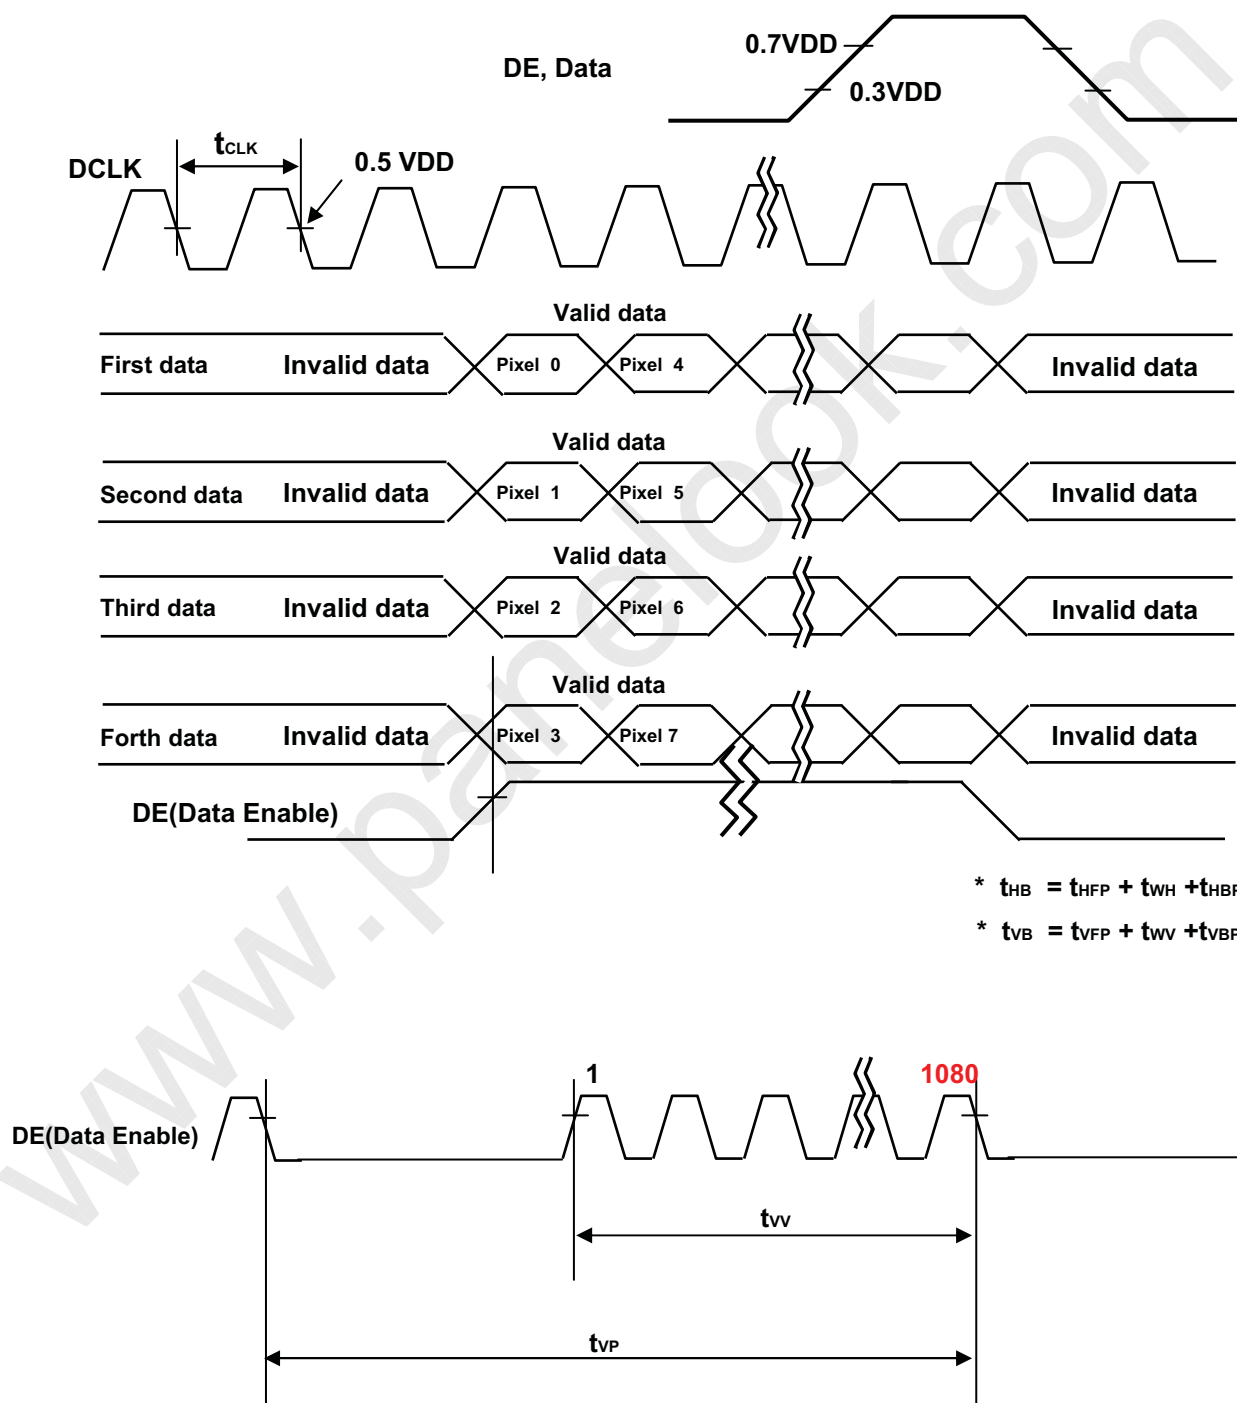 DE, Data
0.7VDD
0.3VDD
tCLK
DCLK
0.5 VDD
Valid data
First data Invalid data Pixel 0 Pixel 4 Invalid data
Valid data
Second data Invalid data Pixel 1 Pixel 5 Invalid data
Valid data
Third data Invalid data Pixel 2 Pixel 6 Invalid data
Valid data
Forth data Invalid data Pixel 3 Pixel 7 Invalid data
DE(Data Enable)
* tHB = tHFP + tWH +tHBP
* tVB = tVFP + tWV +tVBP
1 1080
DE(Data Enable)
tVV
tVP
www.panelook.com